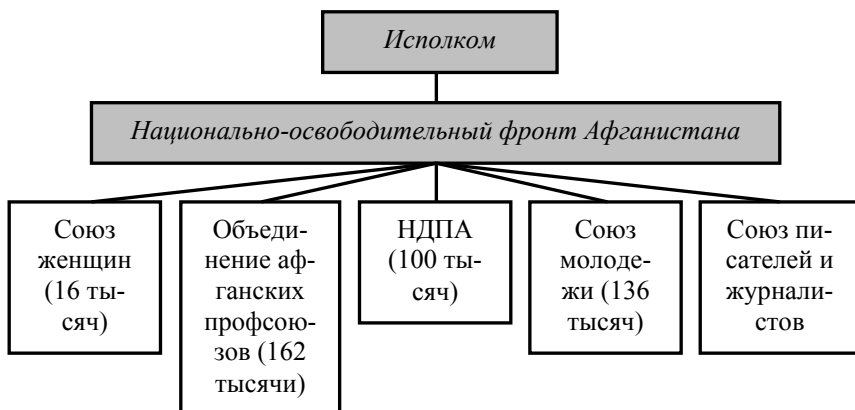 Исполком
Национально-освободительный фронт Афганистана
Союз
женщин
(16 ты-
сяч)
Объеди-
нение аф-
ганских
профсою-
зов (162
тысячи)
НДПА
(100 ты-
сяч)
Союз
молоде-
жи (136
тысяч)
Союз пи-
сателей и
журнали-
стов